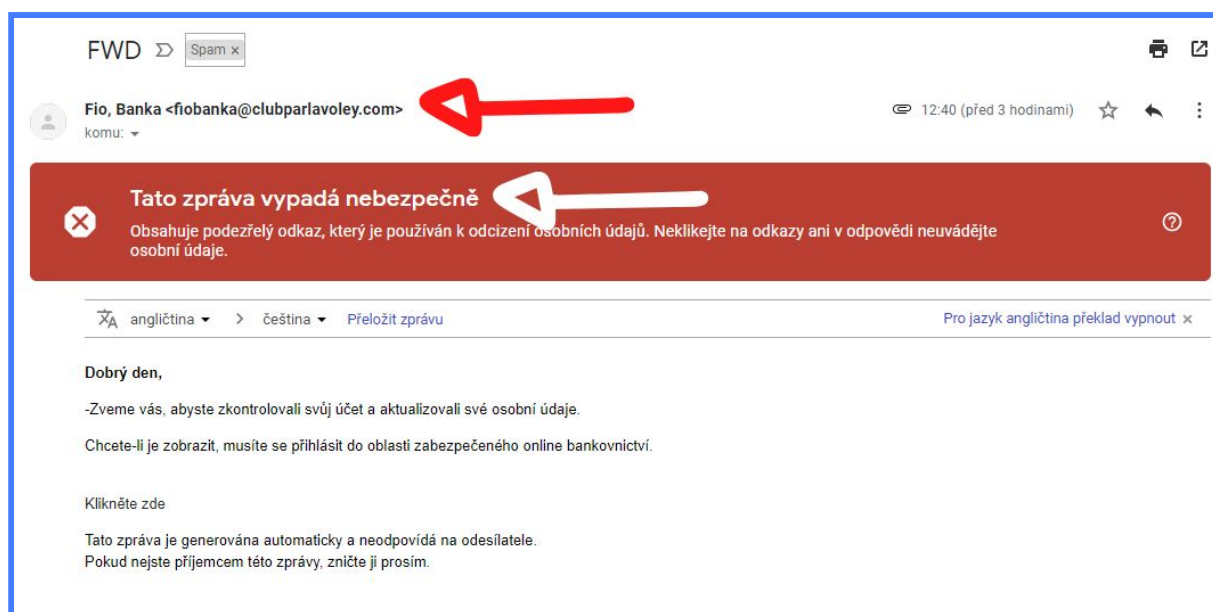 FWD Spam x
Fio, Banka <fiobanka@clubparlavoley.com>
12:40 (před 3 hodinami)
komu:
Tato zpráva vypadá nebezpečně
Obsahuje podezřelý odkaz, který je používán k odcizení osobních údajů. Neklikejte na odkazy ani v odpovědi neuvádějte
osobní údaje.
angličtina > čeština Přeložit zprávu Pro jazyk angličtina překlad vypnout x
Dobrý den,
-Zveme vás, abyste zkontrolovali svůj účet a aktualizovali své osobní údaje.
Chcete-li je zobrazit, musíte se přihlásit do oblasti zabezpečeného online bankovnictví.
Klikněte zde
Tato zpráva je generována automaticky a neodpovídá na odesílatele.
Pokud nejste příjemcem této zprávy, zničte ji prosím.